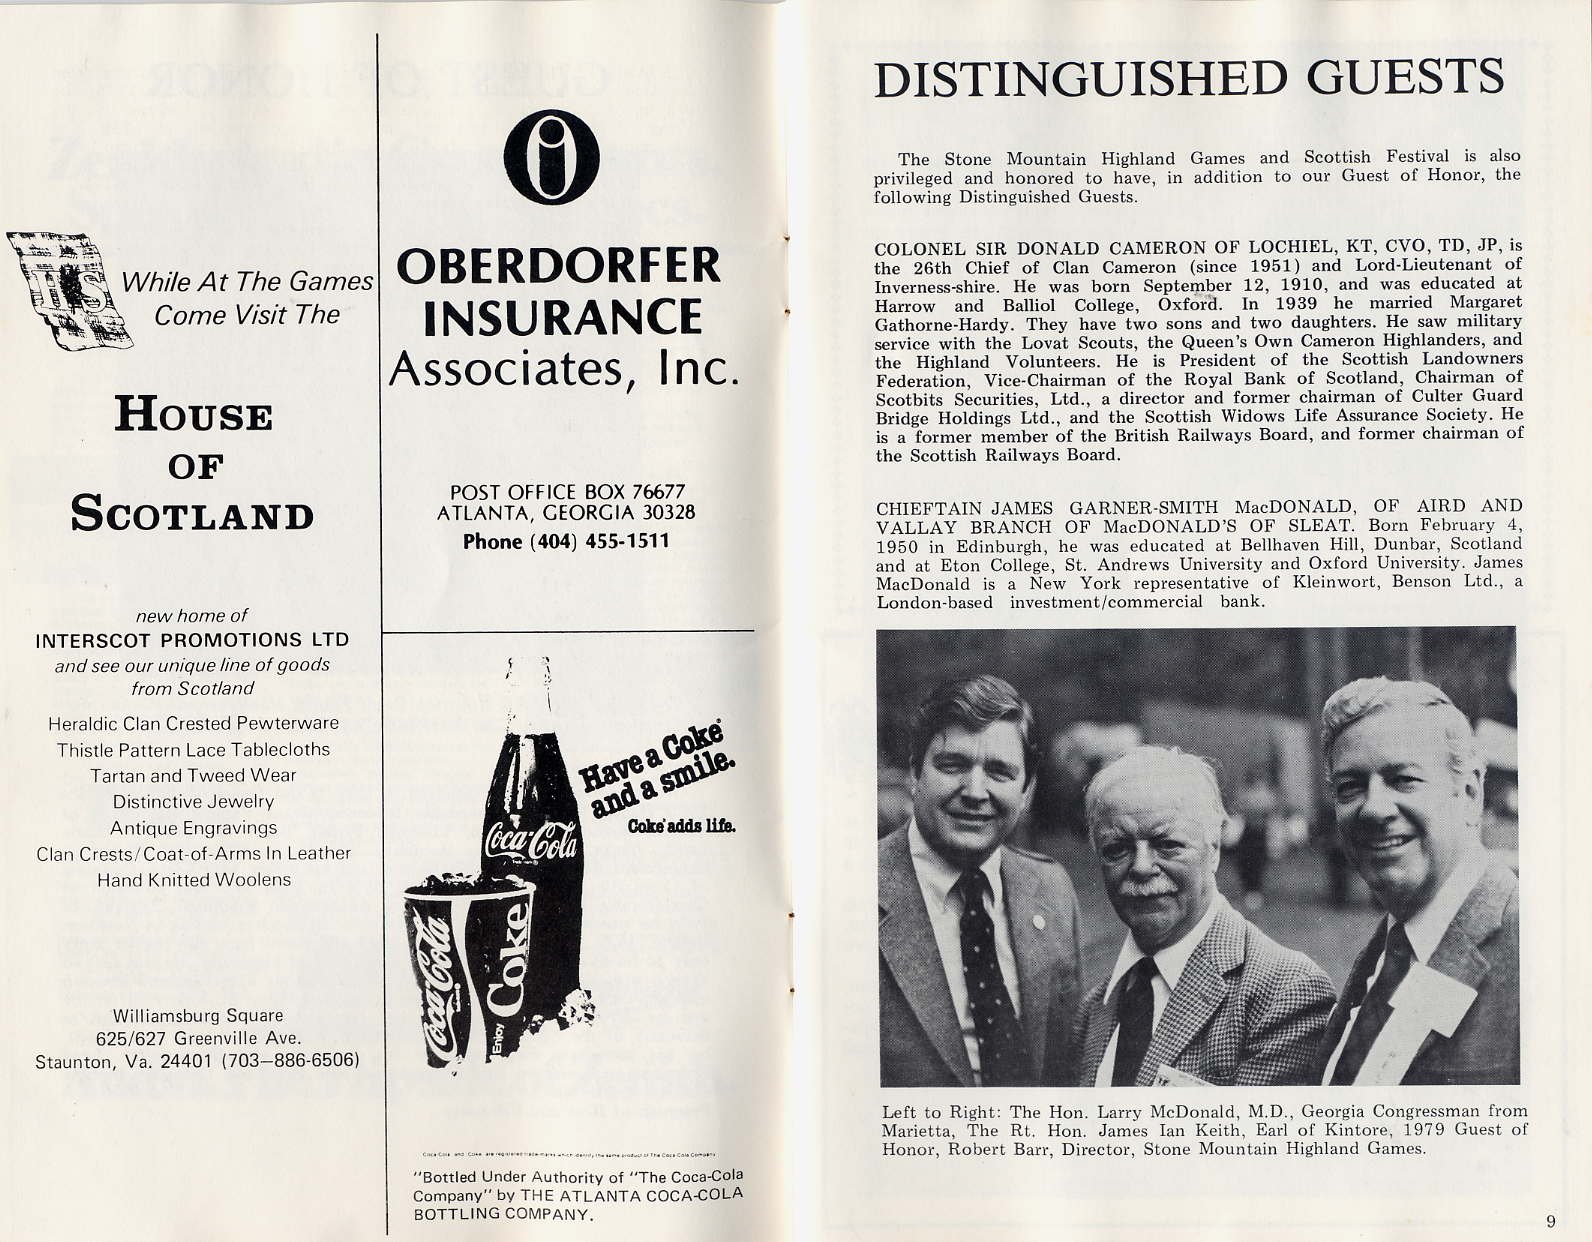 While At The Games
Come Visit The
HOUSE
OF
SCOTLAND
new home of
INTERSCOT PROMOTIONS LTD
and see our unique line of goods
from Scotland
Heraldic Clan Crested Pewterware
Thistle Pattern Lace Tablecloths
Tartan and Tweed Wear
Distinctive Jewelry
Antique Engravings
Clan Crests/Coat-of-Arms In Leather
Hand Knitted Woolens
Williamsburg Square
625/627 Greenville Ave.
Staunton, Va. 24401 (703—886-6506)
OBERDORFER
INSURANCE
Associates, Inc.
POST OFFICE BOX 76677
ATLANTA, GEORGIA 30328
Phone (404) 455-1511
Have a Coke
and a smile.
Coke adds life.
Coca-Cola
Coca-Cola
Enjoy Coke
Coca-Cola and Coke are registered trade-marks which identify the same product of The Coca-Cola Company
"Bottled Under Authority of "The Coca-Cola
Company" by THE ATLANTA COCA-COLA
BOTTLING COMPANY.
DISTINGUISHED GUESTS
The Stone Mountain Highland Games and Scottish Festival is also
privileged and honored to have, in addition to our Guest of Honor, the
following Distinguished Guests.
COLONEL SIR DONALD CAMERON OF LOCHIEL, KT, CVO, TD, JP, is
the 26th Chief of Clan Cameron (since 1951) and Lord-Lieutenant of
Inverness-shire. He was born September 12, 1910, and was educated at
Harrow and Balliol College, Oxford. In 1939 he married Margaret
Gathorne-Hardy. They have two sons and two daughters. He saw military
service with the Lovat Scouts, the Queen's Own Cameron Highlanders, and
the Highland Volunteers. He is President of the Scottish Landowners
Federation, Vice-Chairman of the Royal Bank of Scotland, Chairman of
Scotbits Securities, Ltd., a director and former chairman of Culter Guard
Bridge Holdings Ltd., and the Scottish Widows Life Assurance Society. He
is a former member of the British Railways Board, and former chairman of
the Scottish Railways Board.
CHIEFTAIN JAMES GARNER-SMITH MacDONALD, OF AIRD AND
VALLAY BRANCH OF MacDONALD'S OF SLEAT. Born February 4,
1950 in Edinburgh, he was educated at Bellhaven Hill, Dunbar, Scotland
and at Eton College, St. Andrews University and Oxford University. James
MacDonald is a New York representative of Kleinwort, Benson Ltd., a
London-based investment/commercial bank.
Left to Right: The Hon. Larry McDonald, M.D., Georgia Congressman from
Marietta, The Rt. Hon. James Ian Keith, Earl of Kintore, 1979 Guest of
Honor, Robert Barr, Director, Stone Mountain Highland Games.
9